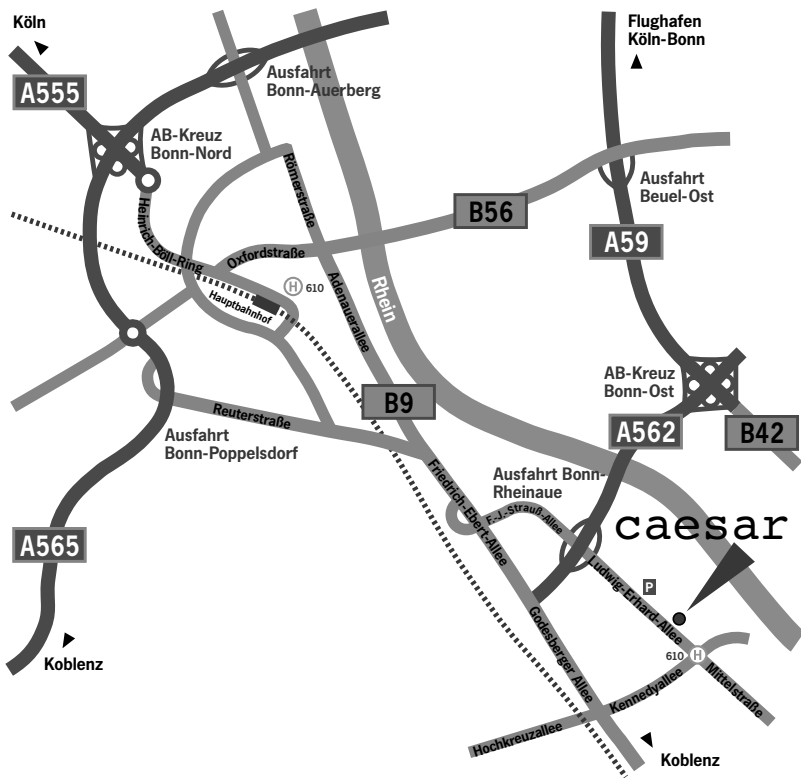 Köln
Flughafen
Köln-Bonn
Ausfahrt
Bonn-Auerberg
A555
AB-Kreuz
Bonn-Nord
Römerstraße
Ausfahrt
Beuel-Ost
B56
Heinrich-Böll-Ring
A59
Oxfordstraße
H 610
Hauptbahnhof
Adenauerallee
Rhein
AB-Kreuz
Bonn-Ost
B9
Reuterstraße
A562
B42
Ausfahrt
Bonn-Poppelsdorf
Ausfahrt Bonn-
Rheinaue
Friedrich-Ebert-Allee
F.-J.-Strauß-Allee
caesar
A565
Ludwig-Erhard-Allee
P
Godesberger Allee
610 H
Koblenz
Kennedyallee
Mittelstraße
Hochkreuzallee
Koblenz